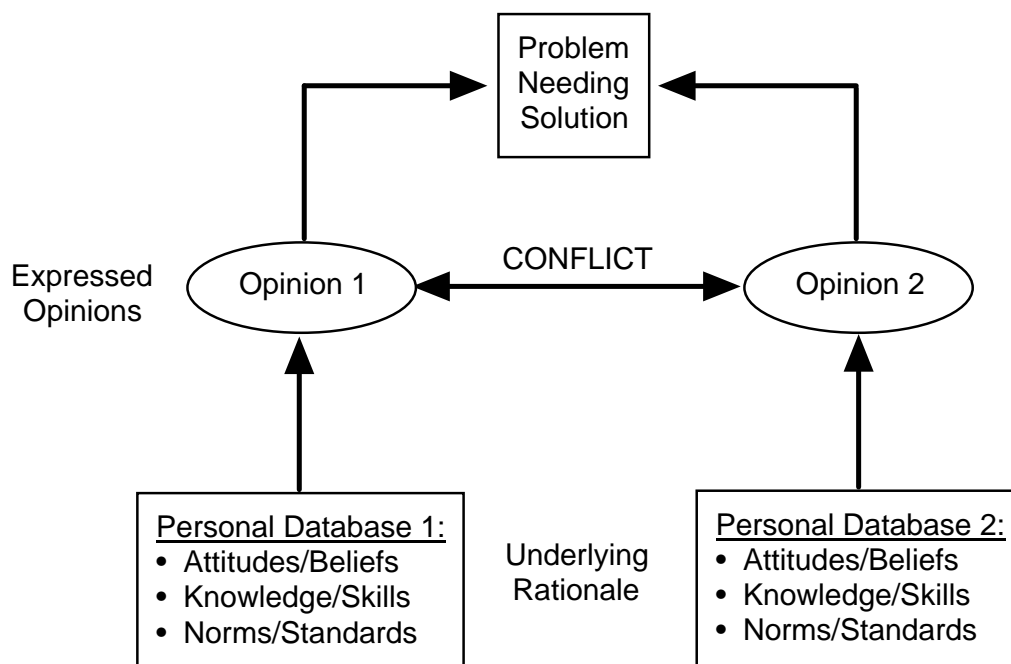 Problem
Needing
Solution
CONFLICT
Expressed
Opinions
Opinion 1
Opinion 2
Personal Database 1:
• Attitudes/Beliefs
• Knowledge/Skills
• Norms/Standards
Underlying
Rationale
Personal Database 2:
• Attitudes/Beliefs
• Knowledge/Skills
• Norms/Standards